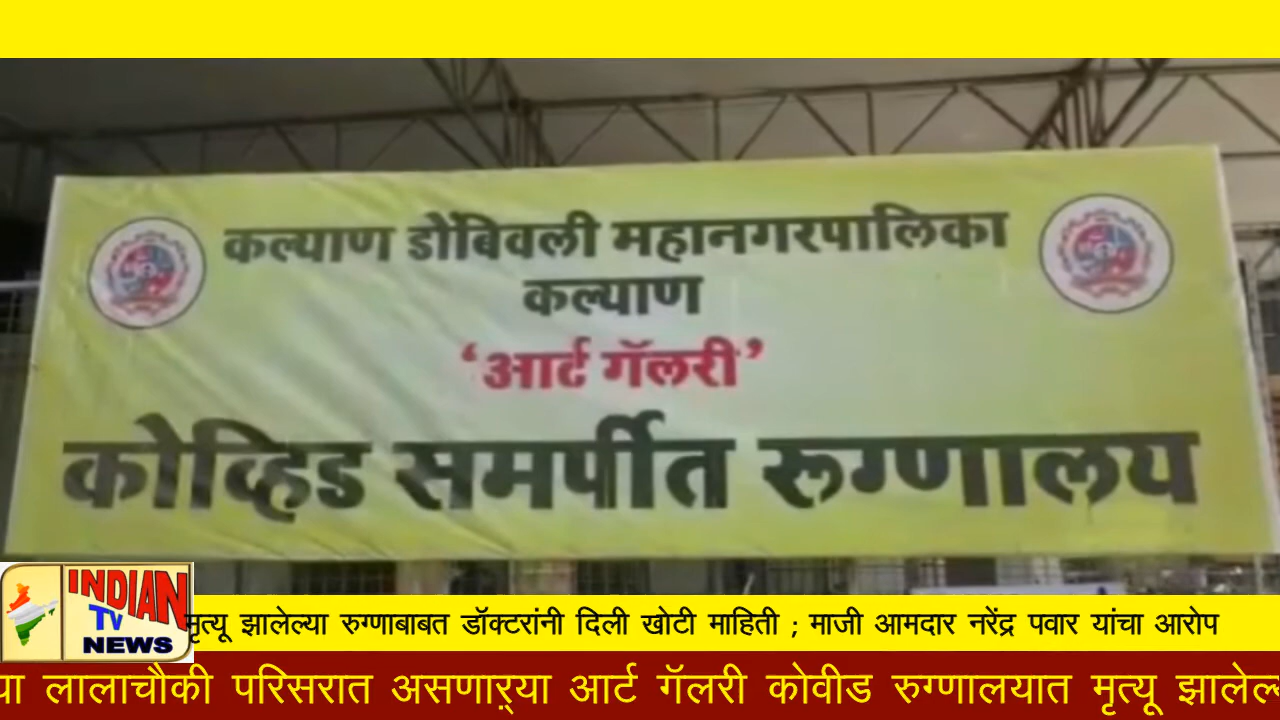 कल्याण डोंबिवली महानगरपालिका
कल्याण
‘आर्ट गॅलरी’
कोव्हिड समर्पीत रुग्णालय
INDIAN
TV
NEWS
मृत्यू झालेल्या रुग्णाबाबत डॉक्टरांनी दिली खोटी माहिती ; माजी आमदार नरेंद्र पवार यांचा आरोप
लालाचौकी परिसरात असणाऱ्या आर्ट गॅलरी कोवीड रुग्णालयात मृत्यू